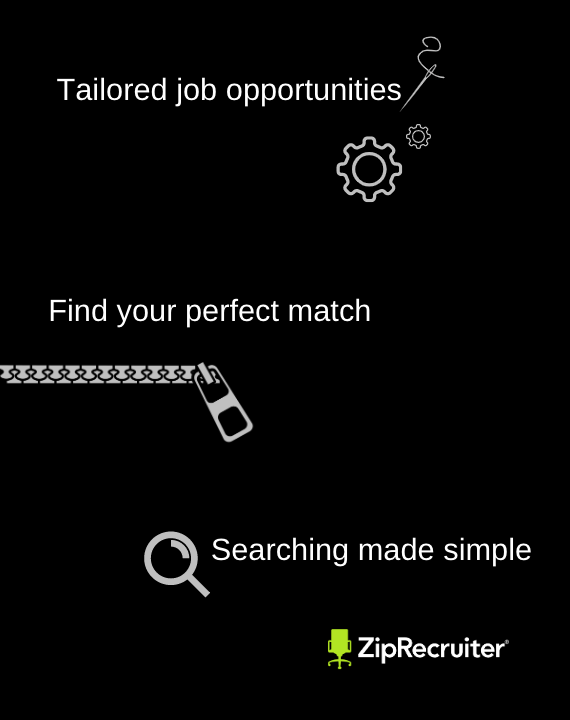 Tailored job opportunities
Find your perfect match
Searching made simple
ZipRecruiter®